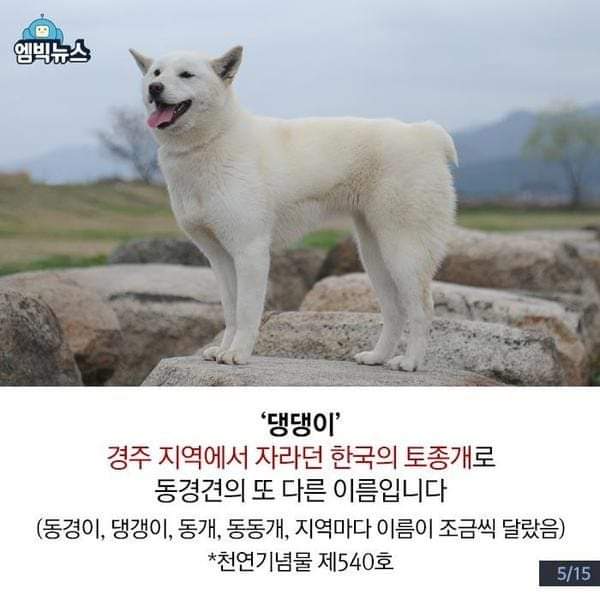 엠빅뉴스
‘댕댕이’
경주 지역에서 자라던 한국의 토종개로
동경견의 또 다른 이름입니다
(동경이, 댕갱이, 동개, 동동개, 지역마다 이름이 조금씩 달랐음)
*천연기념물 제540호
5/15